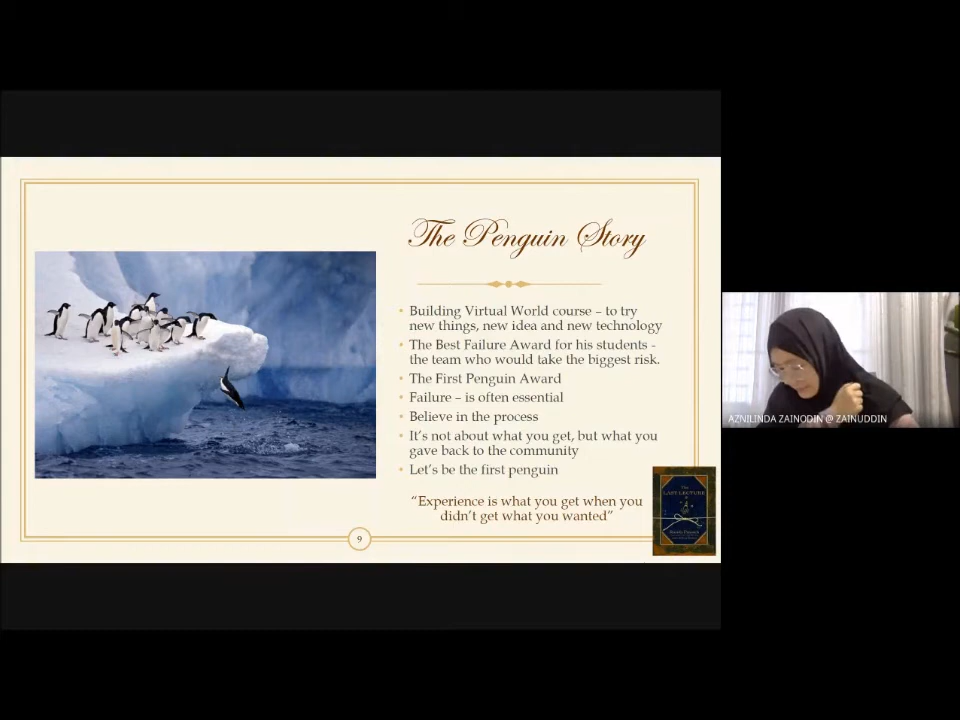 The Penguin Story
• Building Virtual World course – to try
new things, new idea and new technology
• The Best Failure Award for his students -
the team who would take the biggest risk.
• The First Penguin Award
• Failure – is often essential
• Believe in the process
• It's not about what you get, but what you
gave back to the community
• Let's be the first penguin
“Experience is what you get when you
didn't get what you wanted”
9
The
LAST LECTURE
AZNILINDA ZAINODIN @ ZAINUDDIN